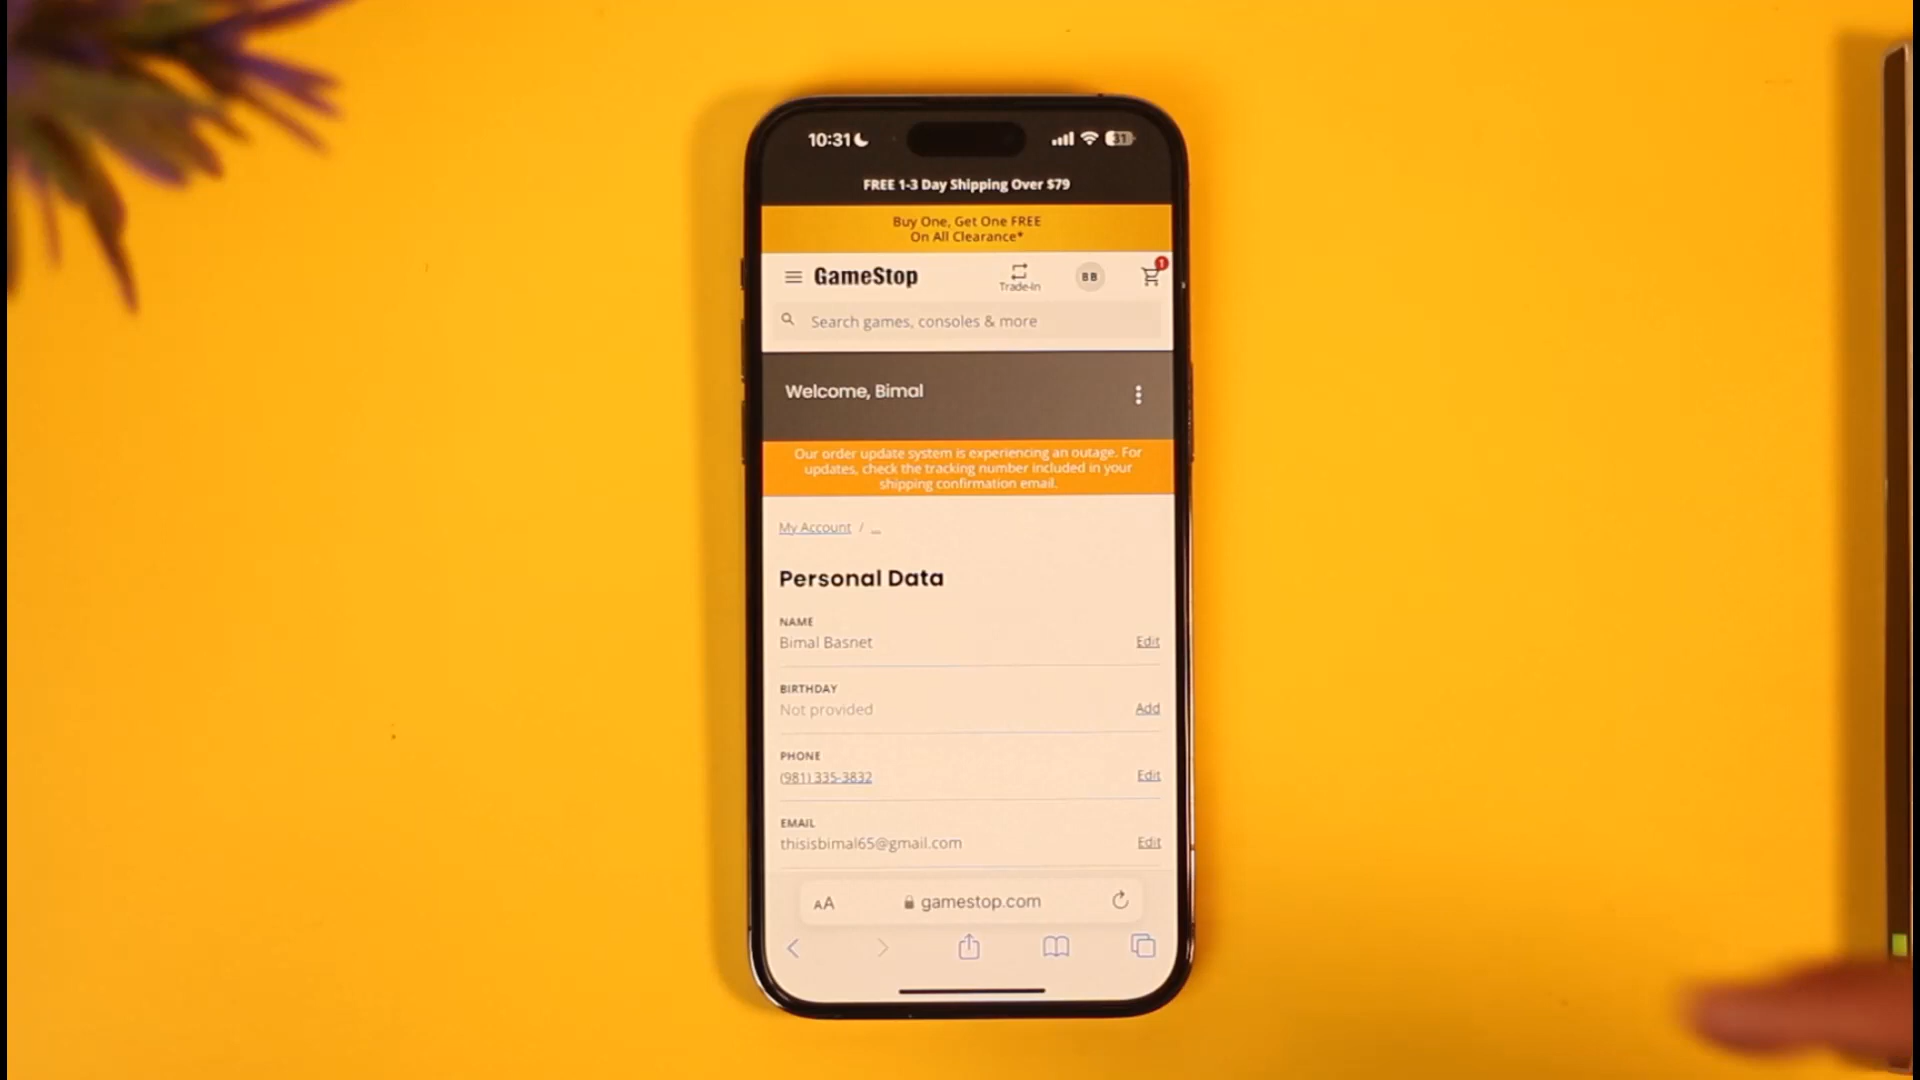 10:31
31
FREE 1-3 Day Shipping Over $79
Buy One, Get One FREE
On All Clearance*
GameStop
Trade-In
BB
1
Search games, consoles & more
Welcome, Bimal
Our order update system is experiencing an outage. For
updates, check the tracking number included in your
shipping confirmation email.
My Account / ...
Personal Data
NAME
Bimal Basnet
Edit
BIRTHDAY
Not provided
Add
PHONE
(981) 335-3832
Edit
EMAIL
thisisbimal65@gmail.com
Edit
AA
gamestop.com